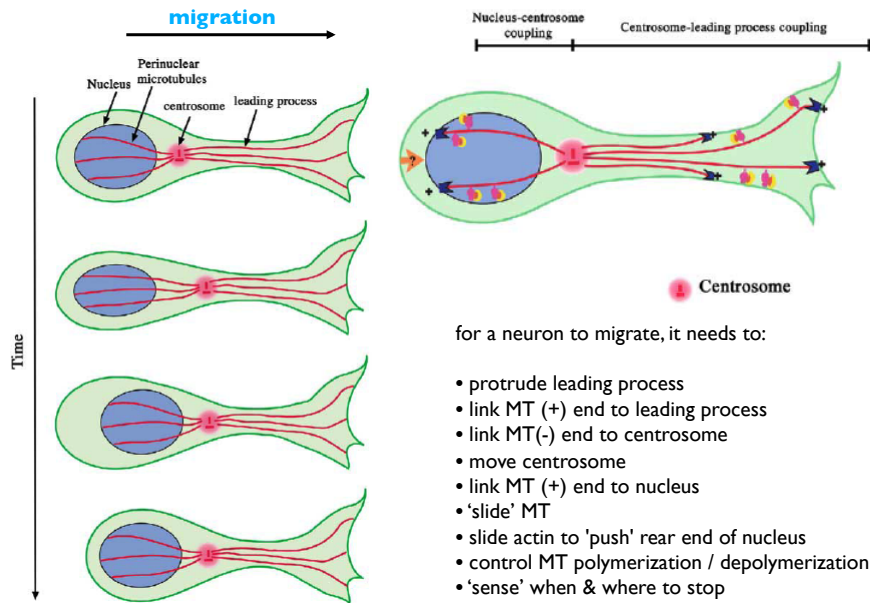 migration
Time
Nucleus
Perinuclear
microtubules
centrosome
leading process
Nucleus-centrosome
coupling
Centrosome-leading process coupling
+
+
?
+
+
+
Centrosome
for a neuron to migrate, it needs to:
• protrude leading process
• link MT (+) end to leading process
• link MT(-) end to centrosome
• move centrosome
• link MT (+) end to nucleus
• ‘slide’ MT
• slide actin to 'push' rear end of nucleus
• control MT polymerization / depolymerization
• ‘sense’ when & where to stop